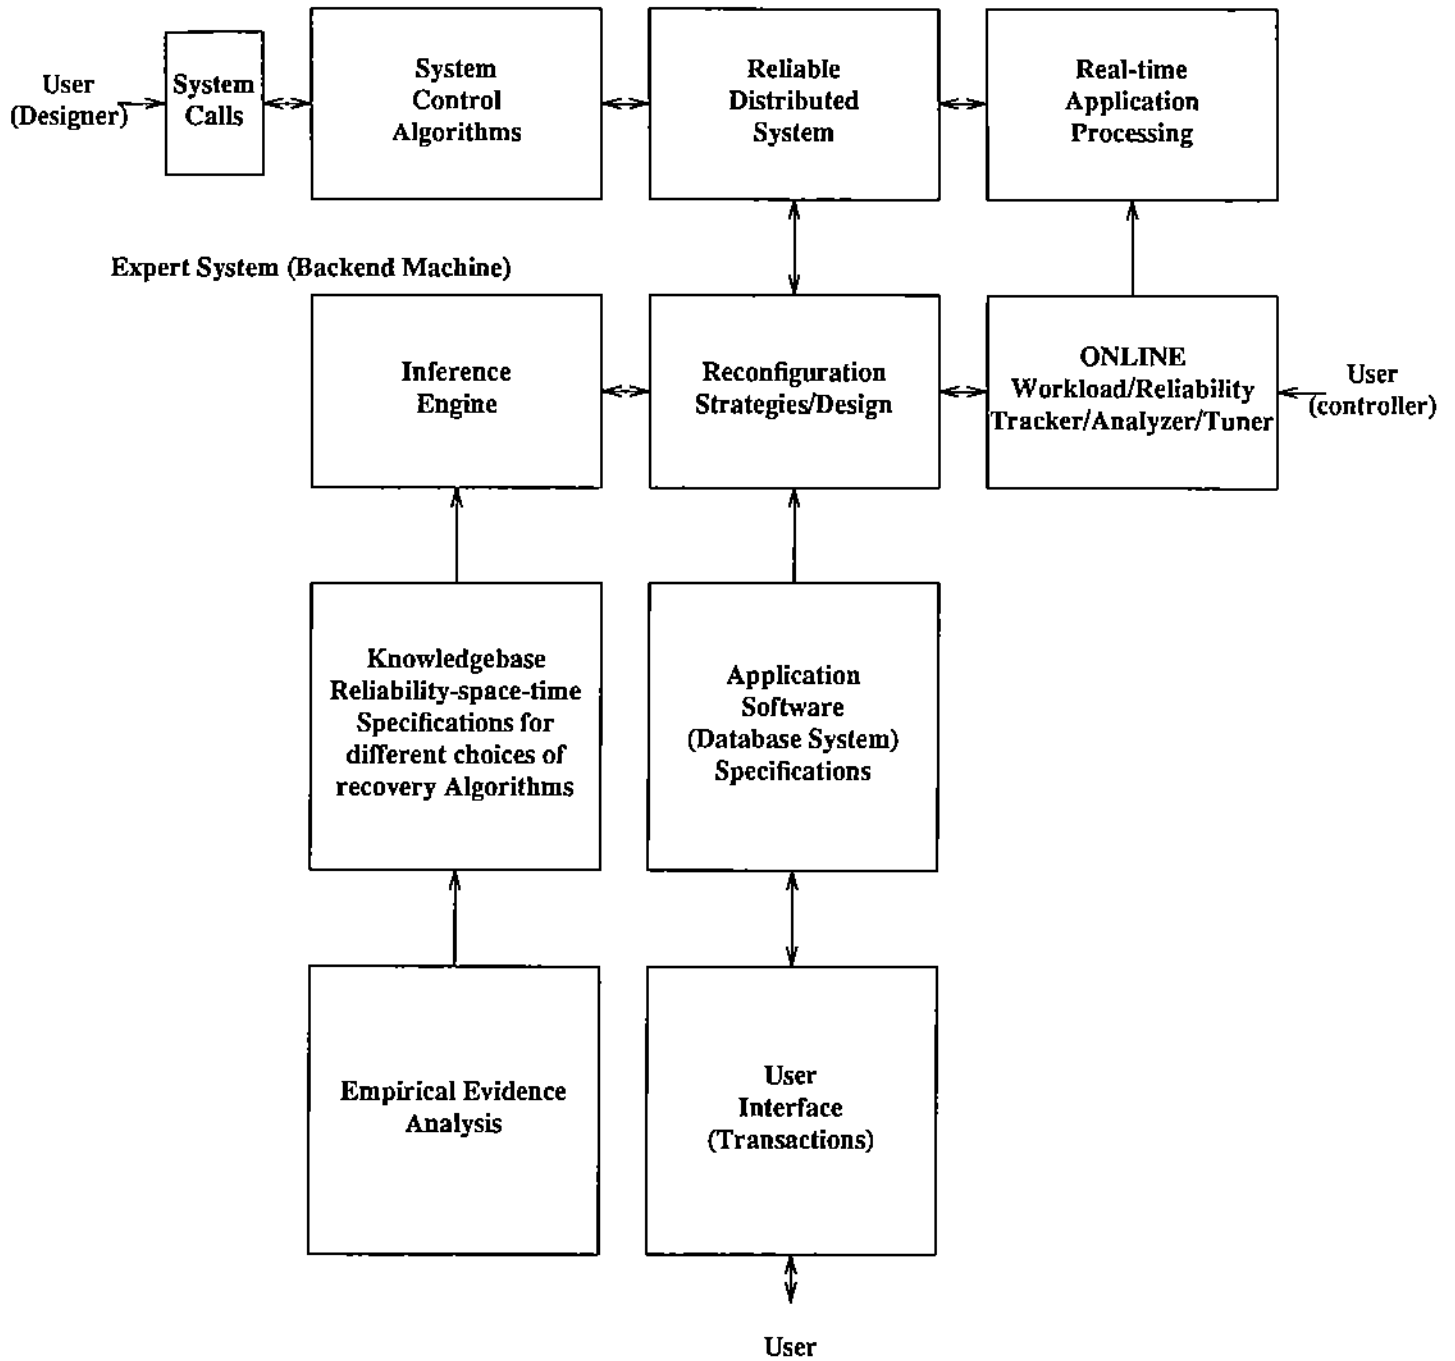 User
(Designer)
System
Calls
System
Control
Algorithms
Reliable
Distributed
System
Real-time
Application
Processing
Expert System (Backend Machine)
Inference
Engine
Reconfiguration
Strategies/Design
ONLINE
Workload/Reliability
Tracker/Analyzer/Tuner
User
(controller)
Knowledgebase
Reliability-space-time
Specifications for
different choices of
recovery Algorithms
Application
Software
(Database System)
Specifications
Empirical Evidence
Analysis
User
Interface
(Transactions)
User